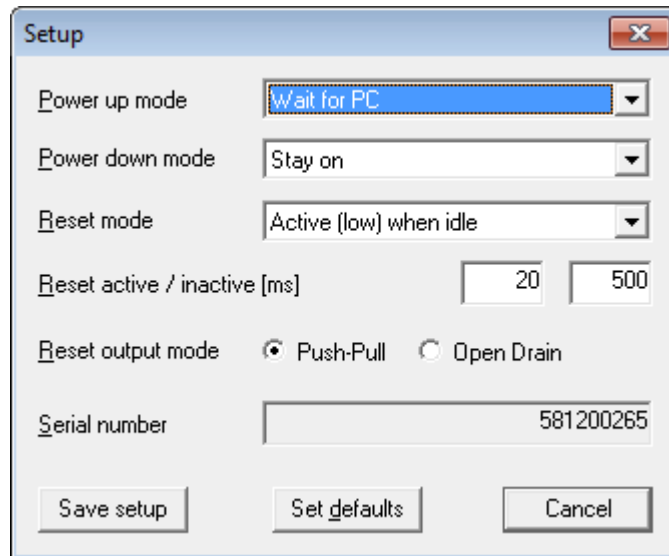 Setup
Power up mode Wait for PC
Power down mode Stay on
Reset mode Active (low) when idle
Reset active / inactive [ms] 20 500
Reset output mode Push-Pull Open Drain
Serial number 581200265
Save setup Set defaults Cancel